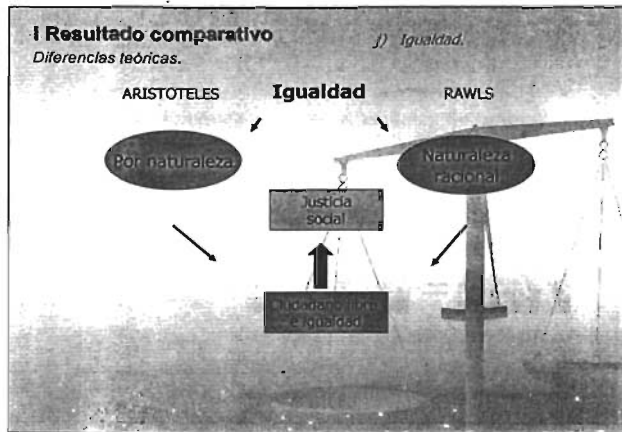 I Resultado comparativo
j) Igualdad.
Diferencias teóricas.
ARISTOTELES Igualdad RAWLS
Por naturaleza
Naturaleza
racional
Justicia
social
Ciudadano libre
e igualdad